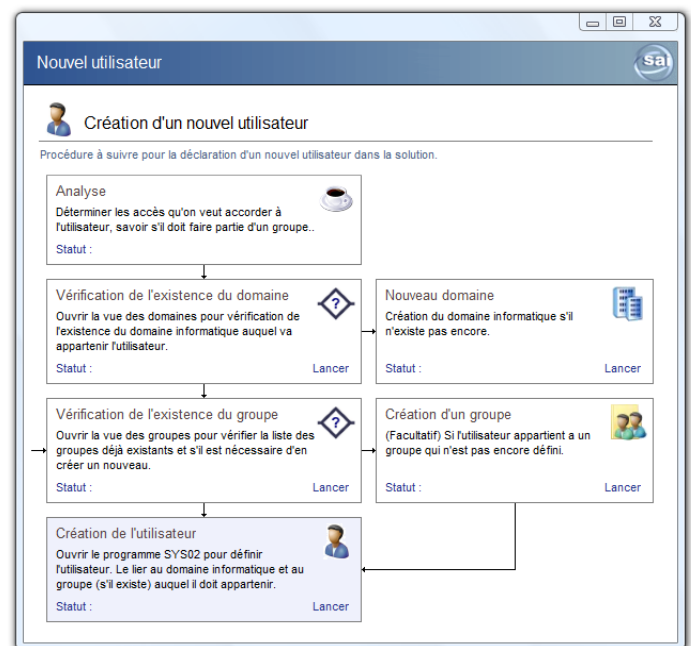 Nouvel utilisateur
sai
Création d'un nouvel utilisateur
Procédure à suivre pour la déclaration d'un nouvel utilisateur dans la solution.
Analyse
Déterminer les accès qu'on veut accorder à
l'utilisateur, savoir s'il doit faire partie d'un groupe..
Statut :
Vérification de l'existence du domaine
?
Ouvrir la vue des domaines pour vérification de
l'existence du domaine informatique auquel va
appartenir l'utilisateur.
Statut :
Lancer
Nouveau domaine
Création du domaine informatique s'il
n'existe pas encore.
Statut :
Lancer
Vérification de l'existence du groupe
?
Ouvrir la vue des groupes pour vérifier la liste des
groupes déjà existants et s'il est nécessaire d'en
créer un nouveau.
Statut :
Lancer
Création d'un groupe
(Facultatif) Si l'utilisateur appartient a un
groupe qui n'est pas encore défini.
Statut :
Lancer
Création de l'utilisateur
Ouvrir le programme SYS02 pour définir
l'utilisateur. Le lier au domaine informatique et au
groupe (s'il existe) auquel il doit appartenir.
Statut :
Lancer